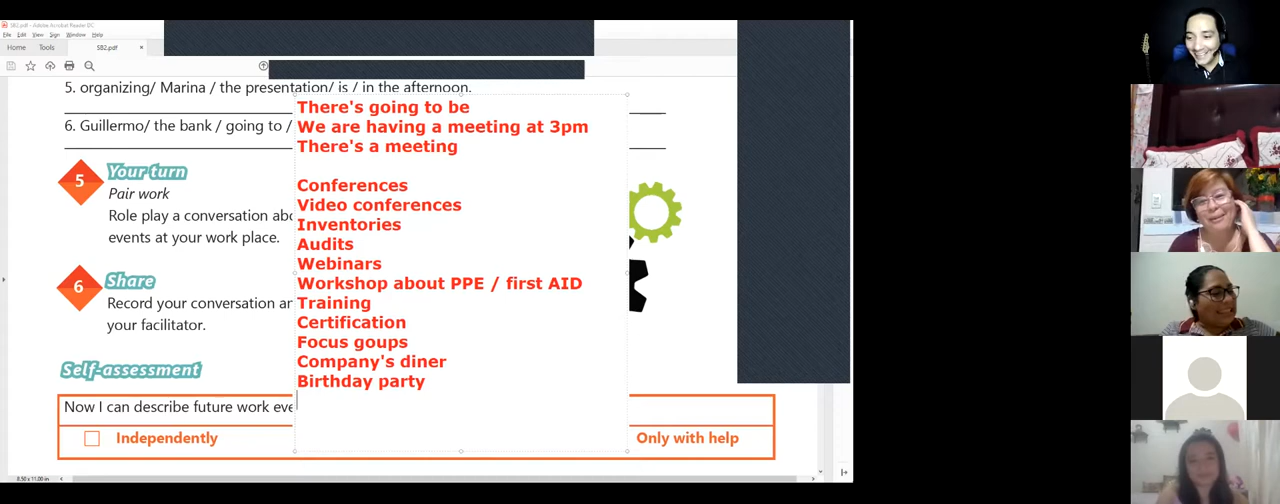 SB2.pdf - Adobe Acrobat Reader DC
File Edit View Sign Window Help
Home Tools SB2.pdf ×
5. organizing/ Marina / the presentation/ is / in the afternoon.
6. Guillermo/ the bank / going to /
There's going to be
We are having a meeting at 3pm
There's a meeting
Conferences
Video conferences
Inventories
Audits
Webinars
Workshop about PPE / first AID
Training
Certification
Focus goups
Company's diner
Birthday party
5 Your turn
Pair work
Role play a conversation abo
events at your work place.
6 Share
Record your conversation an
your facilitator.
Self-assessment
Now I can describe future work eve
Independently
Only with help
8.50 x 11.00 in